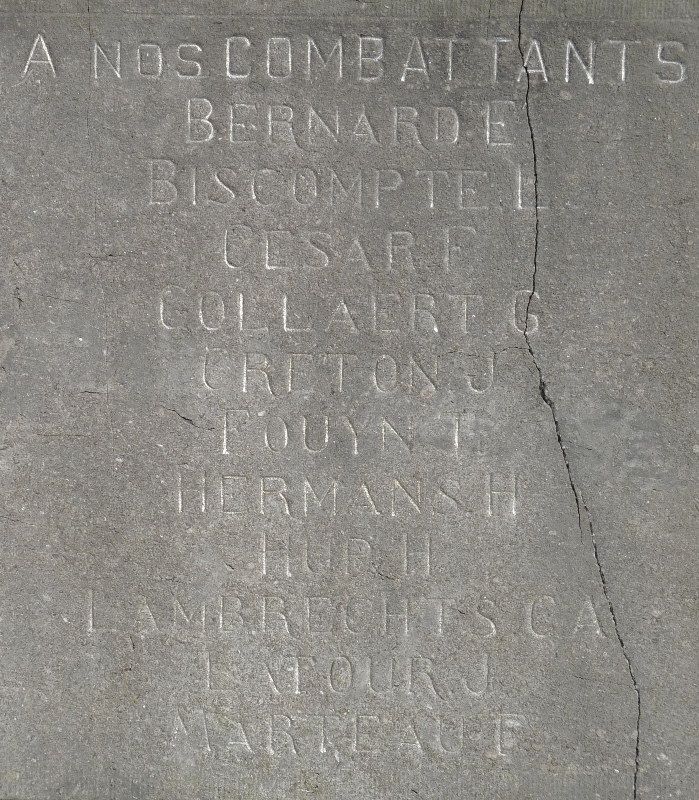 A NOS COMBATTANTS
BERNARD. E
BISCOMPTE. L
CESAR F
COLLAERT. G
CRETON J
FOUYN T
HERMANS. H
HUP. H
LAMBRECHTS. C A
LATOUR. J
MARTEAU F